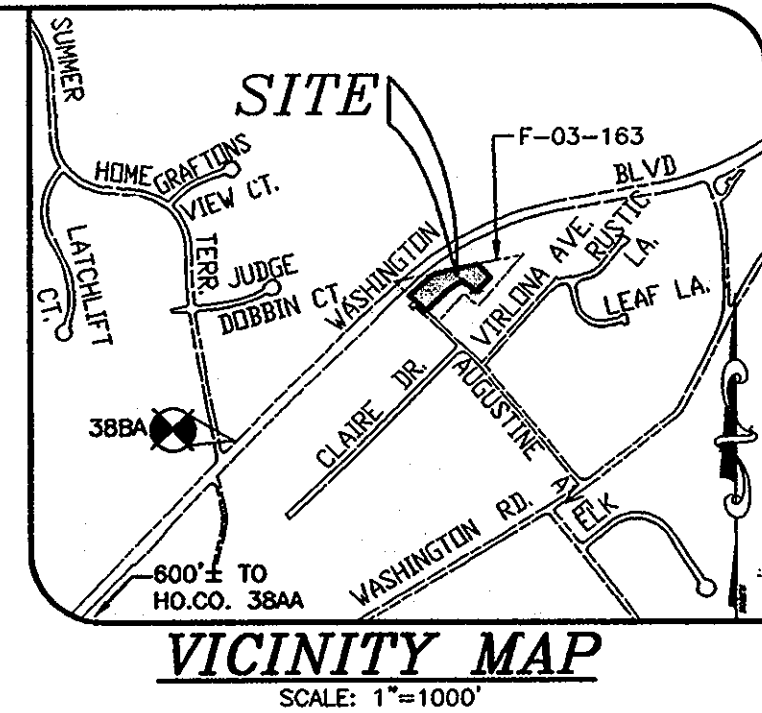 SUMMER
HOME
TERR.
GRAFTONS
VIEW CT.
LATCHLIFT
CT.
JUDGE
DOBBIN CT.
SITE
F-03-163
WASHINGTON
BLVD
VIRLONA AVE.
RUSTIC
LA.
LEAF LA.
CLAIRE DR.
AUGUSTINE
AV.
ELK
WASHINGTON RD.
38BA
600'± TO
HO.CO. 38AA
VICINITY MAP
SCALE: 1"=1000'